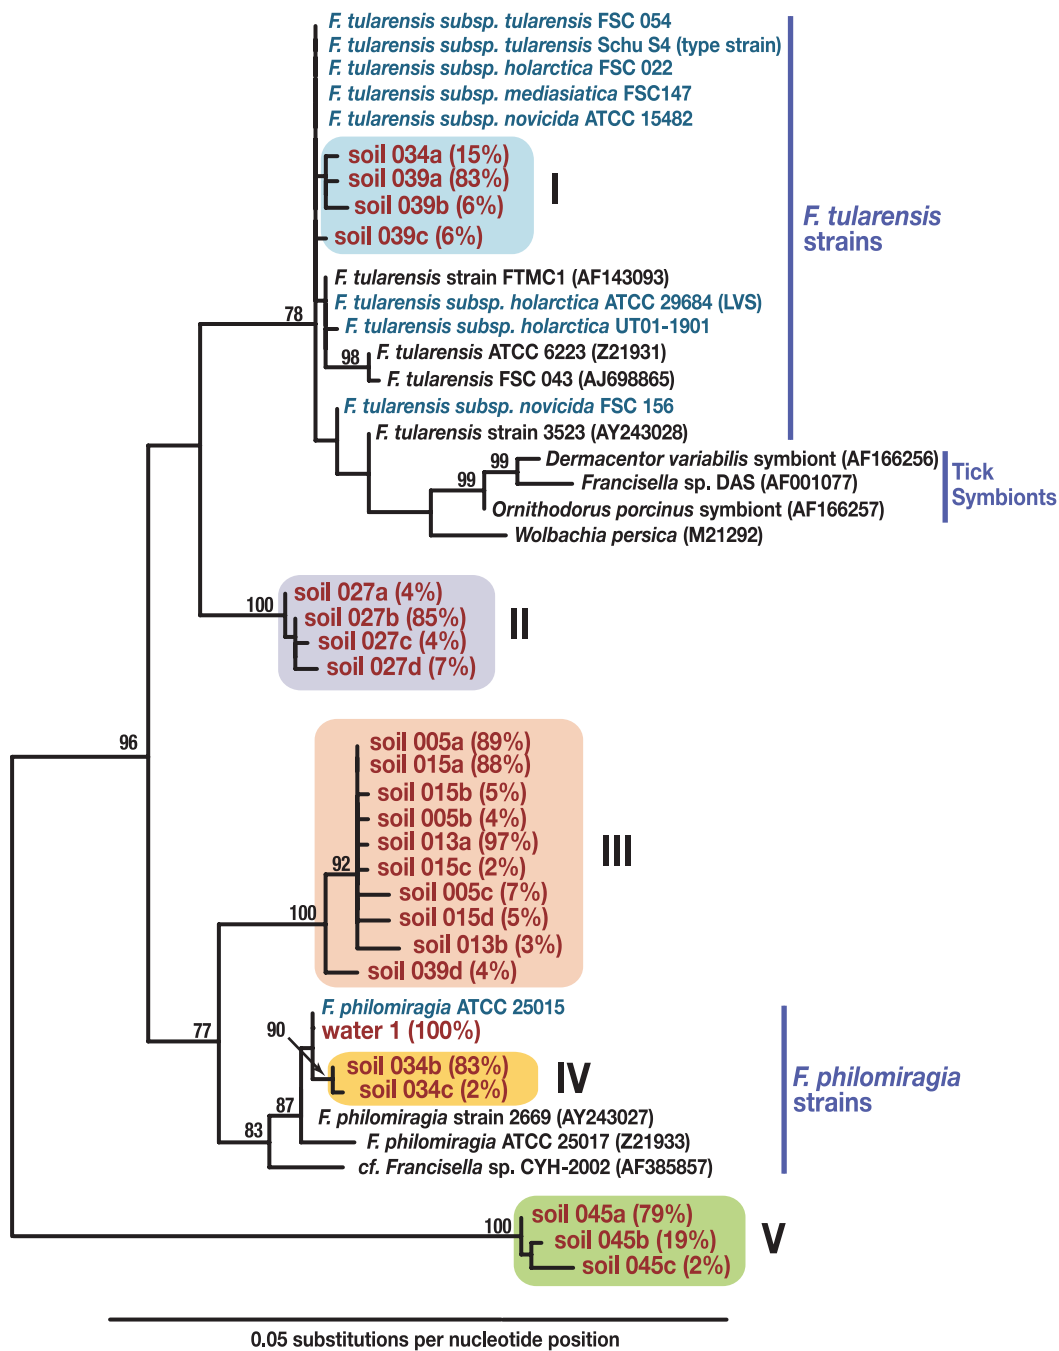 F. tularensis subsp. tularensis FSC 054
F. tularensis subsp. tularensis Schu S4 (type strain)
F. tularensis subsp. holarctica FSC 022
F. tularensis subsp. mediasiatica FSC147
F. tularensis subsp. novicida ATCC 15482
soil 034a (15%)
soil 039a (83%)
soil 039b (6%)
soil 039c (6%)
I
F. tularensis
strains
F. tularensis strain FTMC1 (AF143093)
F. tularensis subsp. holarctica ATCC 29684 (LVS)
78
F. tularensis subsp. holarctica UT01-1901
F. tularensis ATCC 6223 (Z21931)
98
F. tularensis FSC 043 (AJ698865)
F. tularensis subsp. novicida FSC 156
F. tularensis strain 3523 (AY243028)
99
Dermacentor variabilis symbiont (AF166256)
99
Francisella sp. DAS (AF001077)
Ornithodorus porcinus symbiont (AF166257)
Wolbachia persica (M21292)
Tick
Symbionts
soil 027a (4%)
100
soil 027b (85%)
soil 027c (4%)
soil 027d (7%)
II
96
soil 005a (89%)
soil 015a (88%)
soil 015b (5%)
soil 005b (4%)
soil 013a (97%)
92
soil 015c (2%)
soil 005c (7%)
100
soil 015d (5%)
soil 013b (3%)
soil 039d (4%)
III
77
F. philomiragia ATCC 25015
90
water 1 (100%)
soil 034b (83%)
soil 034c (2%)
IV
87
F. philomiragia strain 2669 (AY243027)
83
F. philomiragia ATCC 25017 (Z21933)
cf. Francisella sp. CYH-2002 (AF385857)
F. philomiragia
strains
100
soil 045a (79%)
soil 045b (19%)
soil 045c (2%)
V
0.05 substitutions per nucleotide position